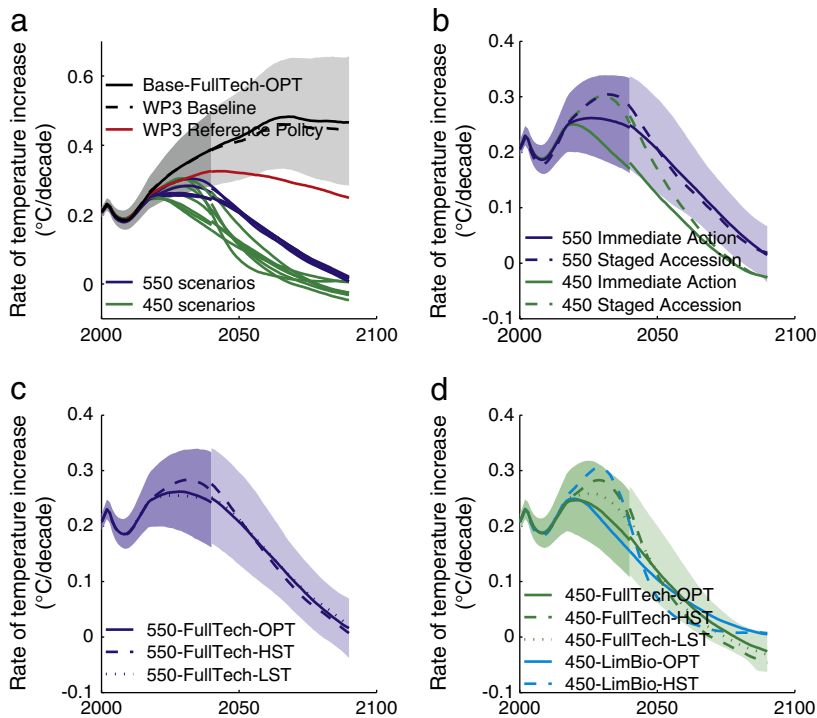 a
Rate of temperature increase
(°C/decade)
0.6
0.4
0.2
0
2000
2050
2100
Base-FullTech-OPT
WP3 Baseline
WP3 Reference Policy
550 scenarios
450 scenarios
b
Rate of temperature increase
(°C/decade)
0.4
0.3
0.2
0.1
0
-0.1
2000
2050
2100
550 Immediate Action
550 Staged Accession
450 Immediate Action
450 Staged Accession
c
Rate of temperature increase
(°C/decade)
0.4
0.3
0.2
0.1
0
-0.1
2000
2050
2100
550-FullTech-OPT
550-FullTech-HST
550-FullTech-LST
d
Rate of temperature increase
(°C/decade)
0.4
0.3
0.2
0.1
0
-0.1
2000
2050
2100
450-FullTech-OPT
450-FullTech-HST
450-FullTech-LST
450-LimBio-OPT
450-LimBio-HST